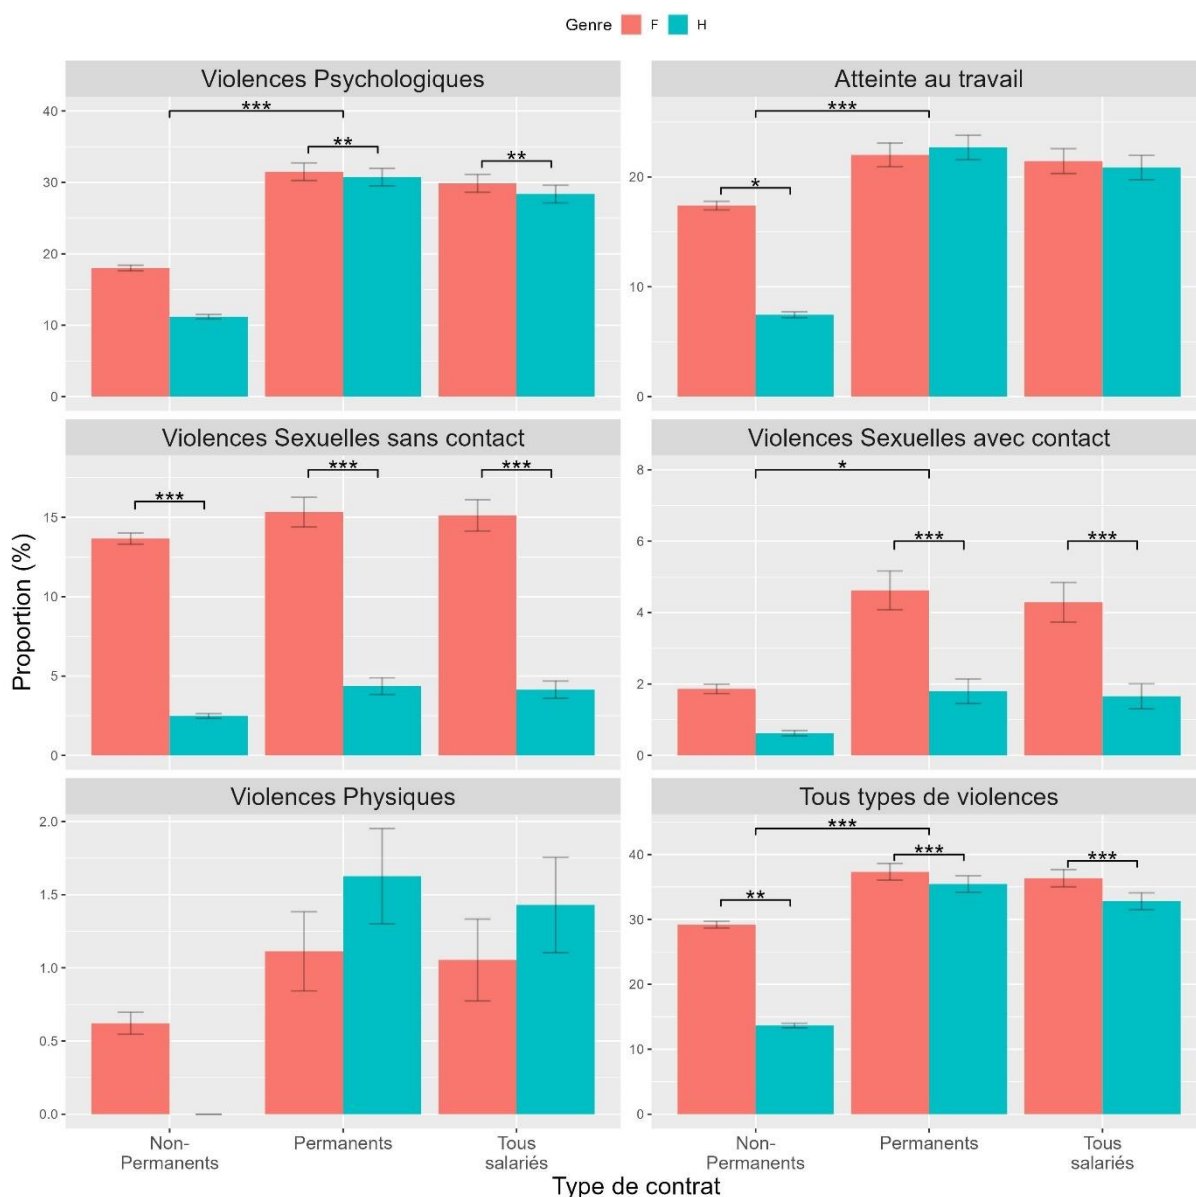 Genre F H
Violences Psychologiques
Atteinte au travail
40
30
20
10
0
***
**
**
20
10
0
***
*
Violences Sexuelles sans contact
Violences Sexuelles avec contact
15
10
5
0
***
***
***
8
6
4
2
0
*
***
***
Violences Physiques
Tous types de violences
2.0
1.5
1.0
0.5
0.0
40
30
20
10
0
***
***
***
**
Non-
Permanents
Permanents
Tous
salariés
Non-
Permanents
Permanents
Tous
salariés
Proportion (%)
Type de contrat